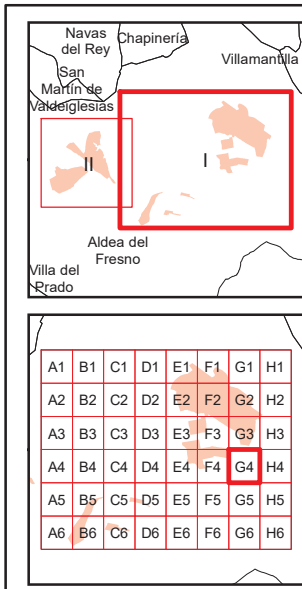 Navas
del Rey
Chapinería
Villamantilla
San
Martín de
Valdeiglesias
II
I
Aldea del
Fresno
Villa del
Prado
A1 B1 C1 D1 E1 F1 G1 H1
A2 B2 C2 D2 E2 F2 G2 H2
A3 B3 C3 D3 E3 F3 G3 H3
A4 B4 C4 D4 E4 F4 G4 H4
A5 B5 C5 D5 E5 F5 G5 H5
A6 B6 C6 D6 E6 F6 G6 H6